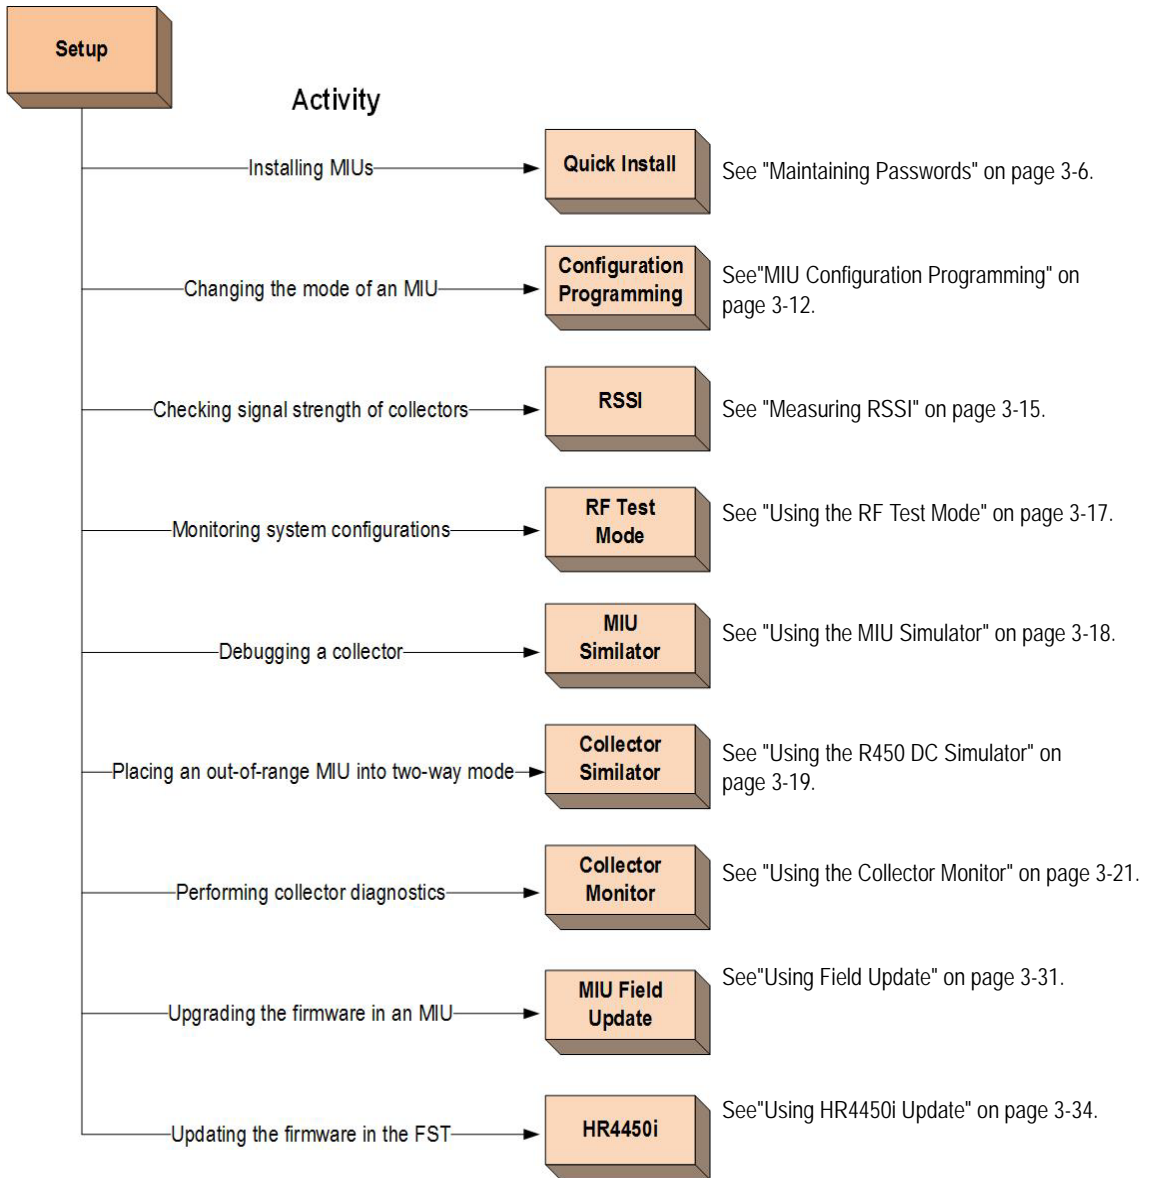 Setup
Activity
Installing MIUs
Quick Install
See "Maintaining Passwords" on page 3-6.
Changing the mode of an MIU
Configuration
Programming
See"MIU Configuration Programming" on
page 3-12.
Checking signal strength of collectors
RSSI
See "Measuring RSSI" on page 3-15.
Monitoring system configurations
RF Test
Mode
See "Using the RF Test Mode" on page 3-17.
Debugging a collector
MIU
Similator
See "Using the MIU Simulator" on page 3-18.
Placing an out-of-range MIU into two-way mode
Collector
Similator
See "Using the R450 DC Simulator" on
page 3-19.
Performing collector diagnostics
Collector
Monitor
See "Using the Collector Monitor" on page 3-21.
Upgrading the firmware in an MIU
MIU Field
Update
See"Using Field Update" on page 3-31.
Updating the firmware in the FST
HR4450i
See"Using HR4450i Update" on page 3-34.